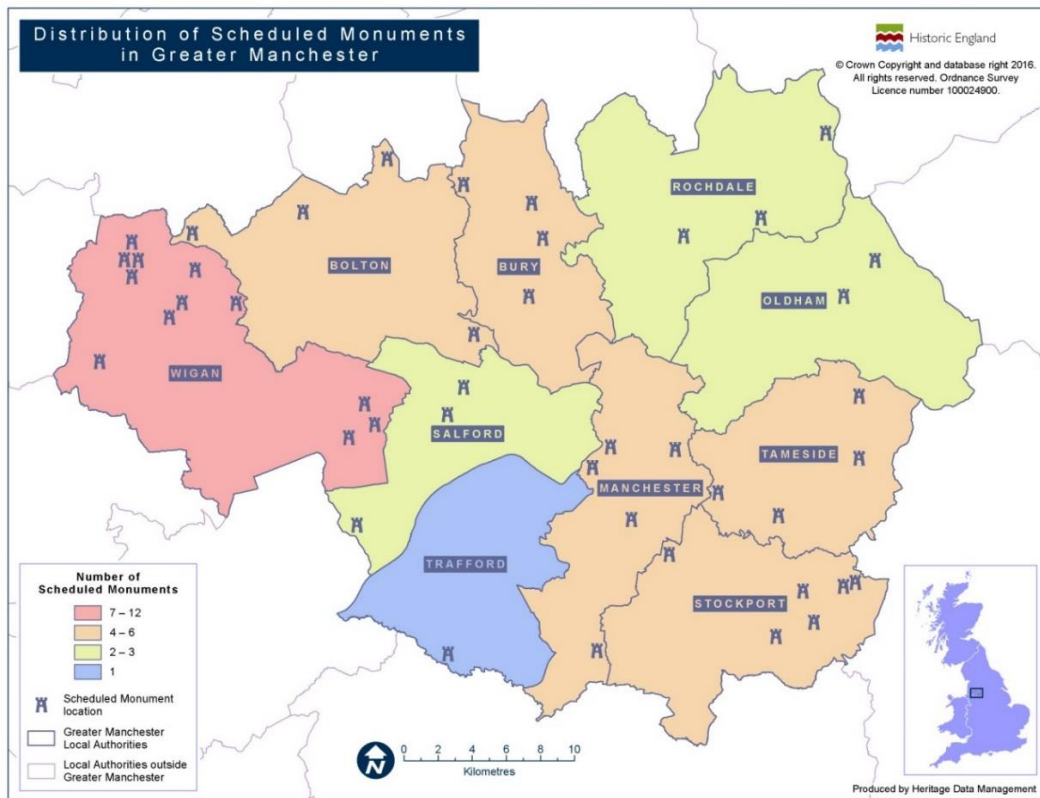 Distribution of Scheduled Monuments
in Greater Manchester
Historic England
© Crown Copyright and database right 2016.
All rights reserved. Ordnance Survey
Licence number 100024900.
ROCHDALE
BOLTON
BURY
OLDHAM
WIGAN
SALFORD
TAMESIDE
MANCHESTER
TRAFFORD
STOCKPORT
Number of
Scheduled Monuments
7 – 12
4 – 6
2 – 3
1
Scheduled Monument
location
Greater Manchester
Local Authorities
Local Authorities outside
Greater Manchester
N
0 2 4 6 8 10
Kilometres
Produced by Heritage Data Management